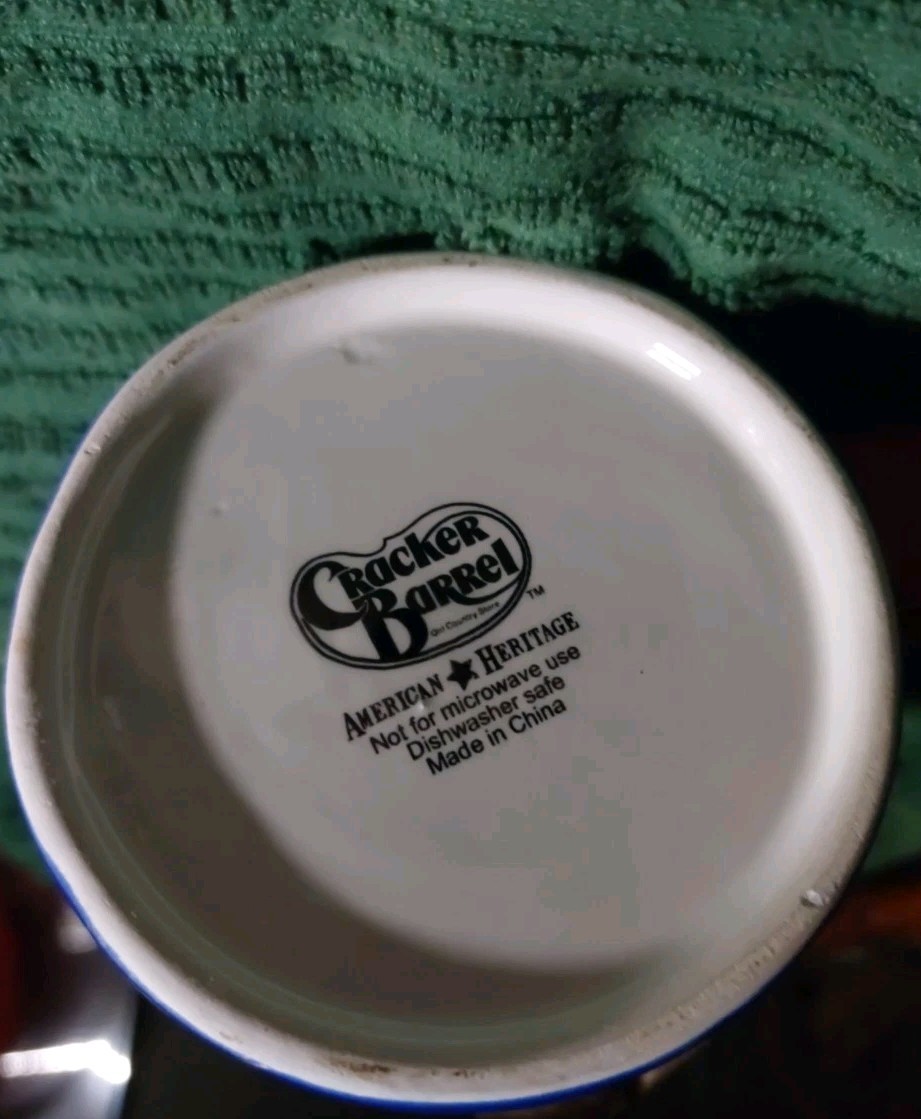 Cracker
Barrel
Old Country Store
TM
AMERICAN ★ HERITAGE
Not for microwave use
Dishwasher safe
Made in China